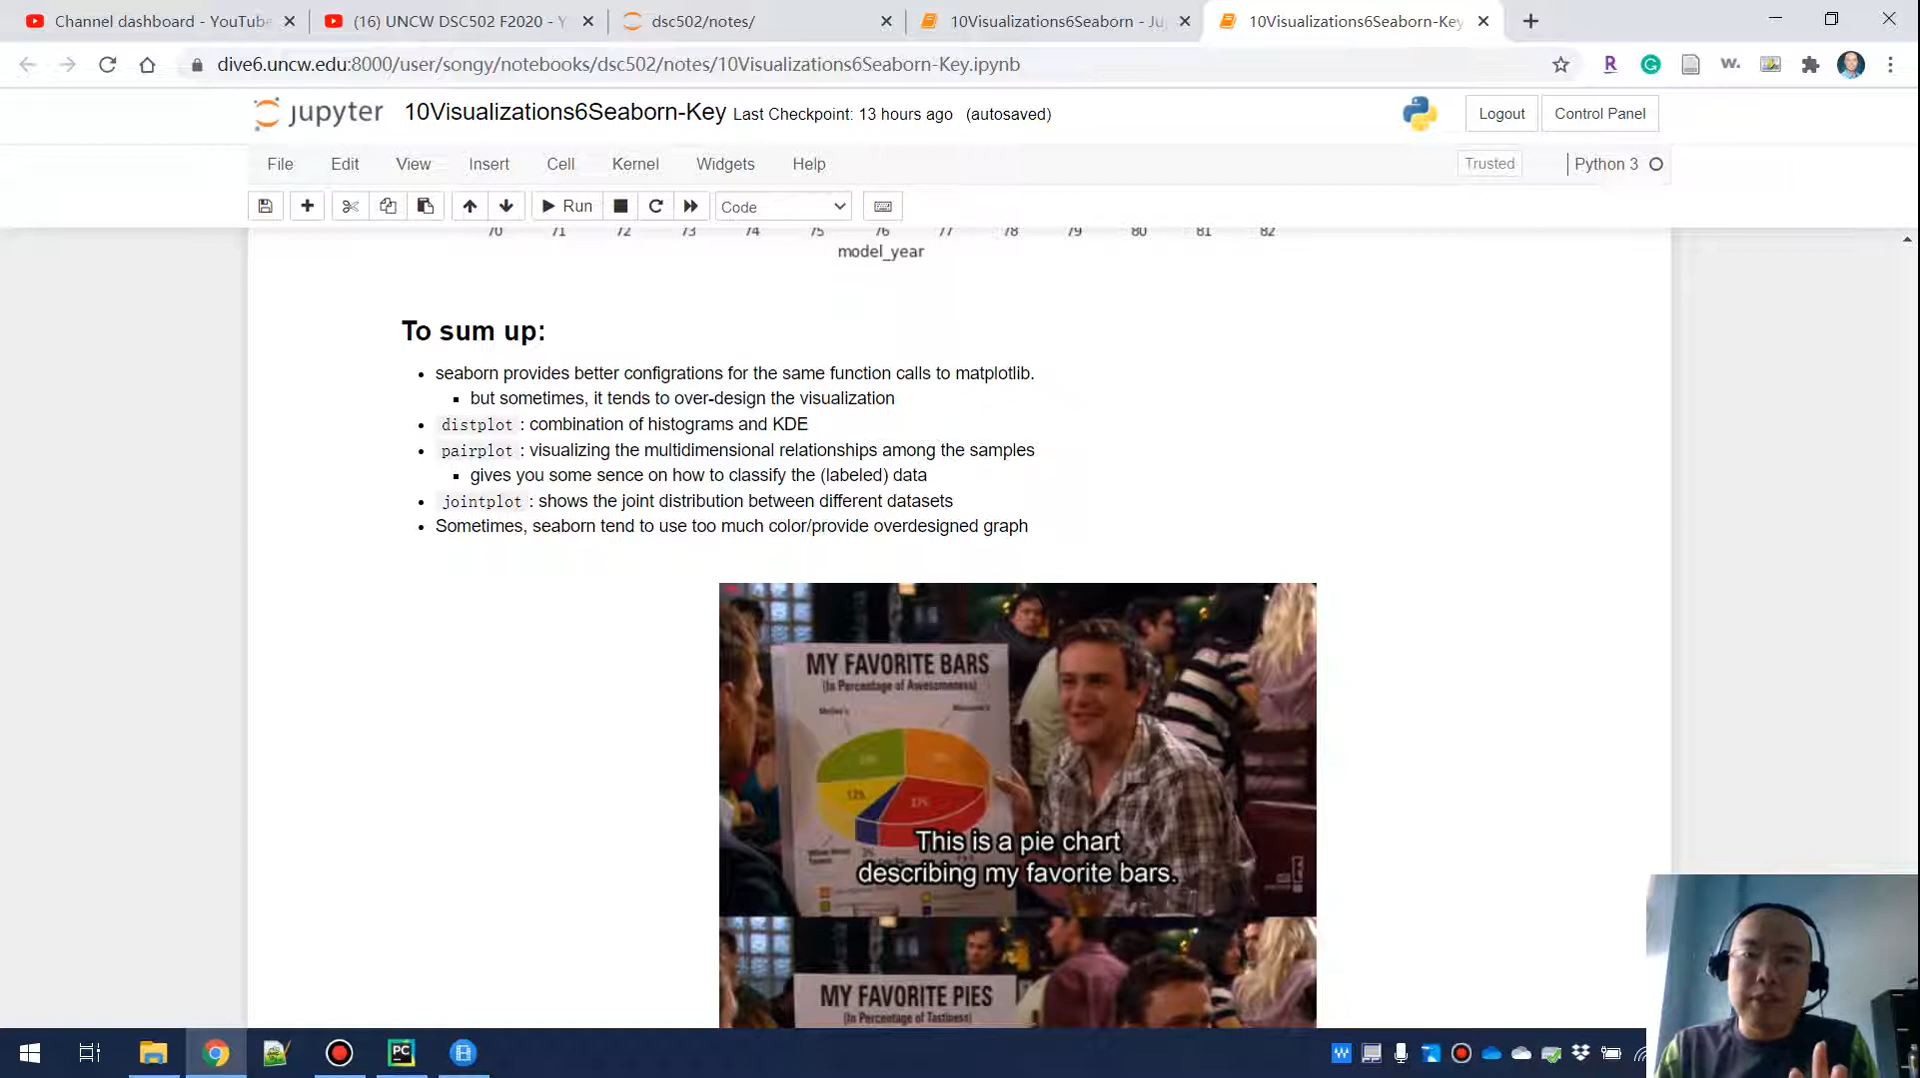 Channel dashboard - YouTube
(16) UNCW DSC502 F2020 - Y
dsc502/notes/
10Visualizations6Seaborn - Ju
10Visualizations6Seaborn-Key
dive6.uncw.edu:8000/user/songy/notebooks/dsc502/notes/10Visualizations6Seaborn-Key.ipynb
jupyter 10Visualizations6Seaborn-Key Last Checkpoint: 13 hours ago (autosaved)
Logout
Control Panel
File Edit View Insert Cell Kernel Widgets Help
Trusted
Python 3
Run
Code
70 71 72 73 74 75 76 77 78 79 80 81 82
model_year
To sum up:
seaborn provides better configrations for the same function calls to matplotlib.
but sometimes, it tends to over-design the visualization
distplot : combination of histograms and KDE
pairplot : visualizing the multidimensional relationships among the samples
gives you some sence on how to classify the (labeled) data
jointplot : shows the joint distribution between different datasets
Sometimes, seaborn tend to use too much color/provide overdesigned graph
MY FAVORITE BARS
(In Percentage of Awesomeness)
12%
This is a pie chart
describing my favorite bars.
MY FAVORITE PIES
(In Percentage of Tastiness)
PC